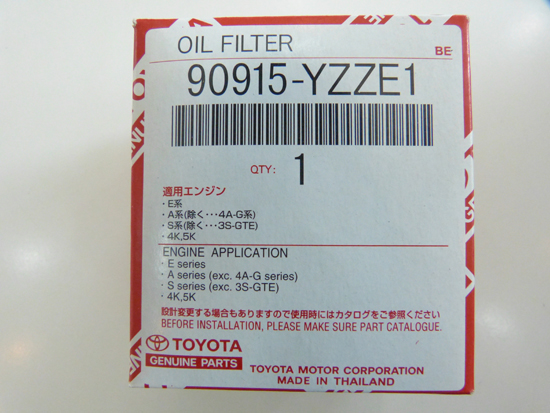 OIL FILTER
BE
90915-YZZE1
QTY: 1
適用エンジン
・E系
・A系(除く･･･4A-G系)
・S系(除く･･･3S-GTE)
・4K,5K
ENGINE APPLICATION
・E series
・A series (exc. 4A-G series)
・S series (exc. 3S-GTE)
・4K,5K
設計変更する場合もありますので使用時にはカタログをご参照ください
BEFORE INSTALLATION, PLEASE MAKE SURE PART CATALOGUE.
TOYOTA
GENUINE PARTS
TOYOTA MOTOR CORPORATION
MADE IN THAILAND